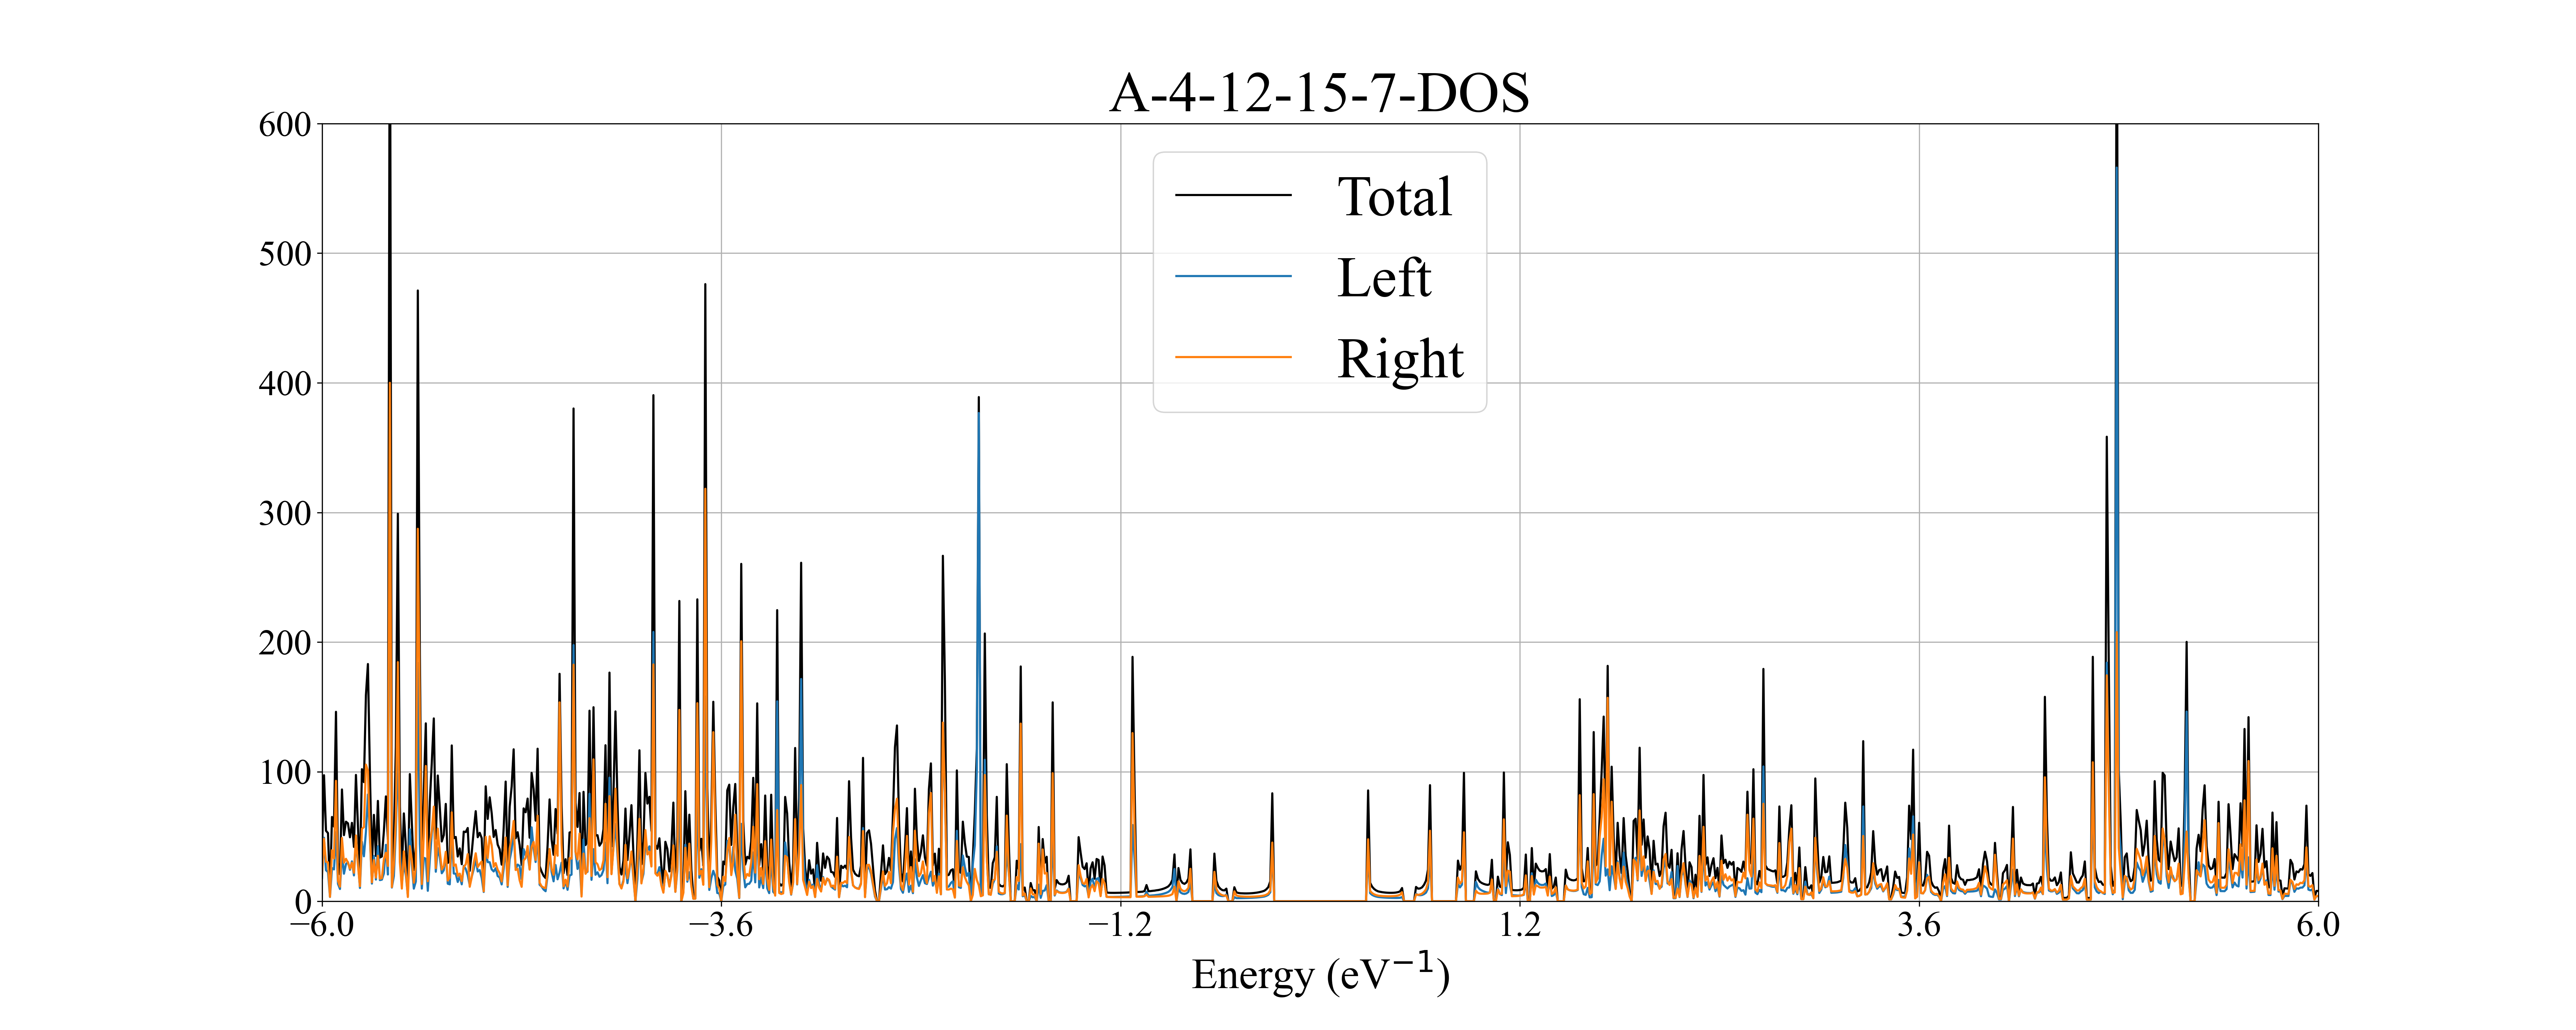 A-4-12-15-7-DOS
600
500
400
300
200
100
0
Total
Left
Right
−6.0 −3.6 −1.2 1.2 3.6 6.0
Energy (eV⁻¹)